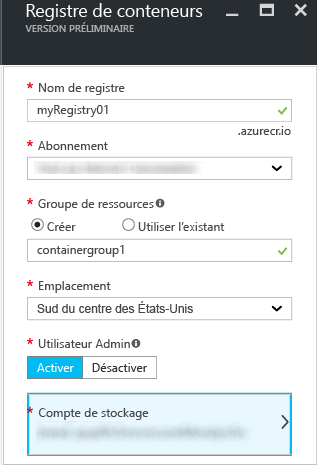 Registre de conteneurs
VERSION PRÉLIMINAIRE
* Nom de registre
myRegistry01
.azurecr.io
* Abonnement
* Groupe de ressources
Créer Utiliser l'existant
containergroup1
* Emplacement
Sud du centre des États-Unis
* Utilisateur Admin
Activer Désactiver
* Compte de stockage